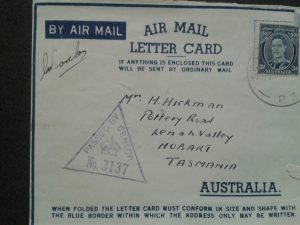 BY AIR MAIL
AIR MAIL
LETTER CARD
IF ANYTHING IS ENCLOSED THIS CARD
WILL BE SENT BY ORDINARY MAIL
PASSED BY CENSOR
No. 3137
H. Hickman
Pottery Road
Lenah Valley
HOBART
TASMANIA
AUSTRALIA.
WHEN FOLDED THE LETTER CARD MUST CONFORM IN SIZE AND SHAPE WITH
THE BLUE BORDER WITHIN WHICH THE ADDRESS ONLY MAY BE WRITTEN.